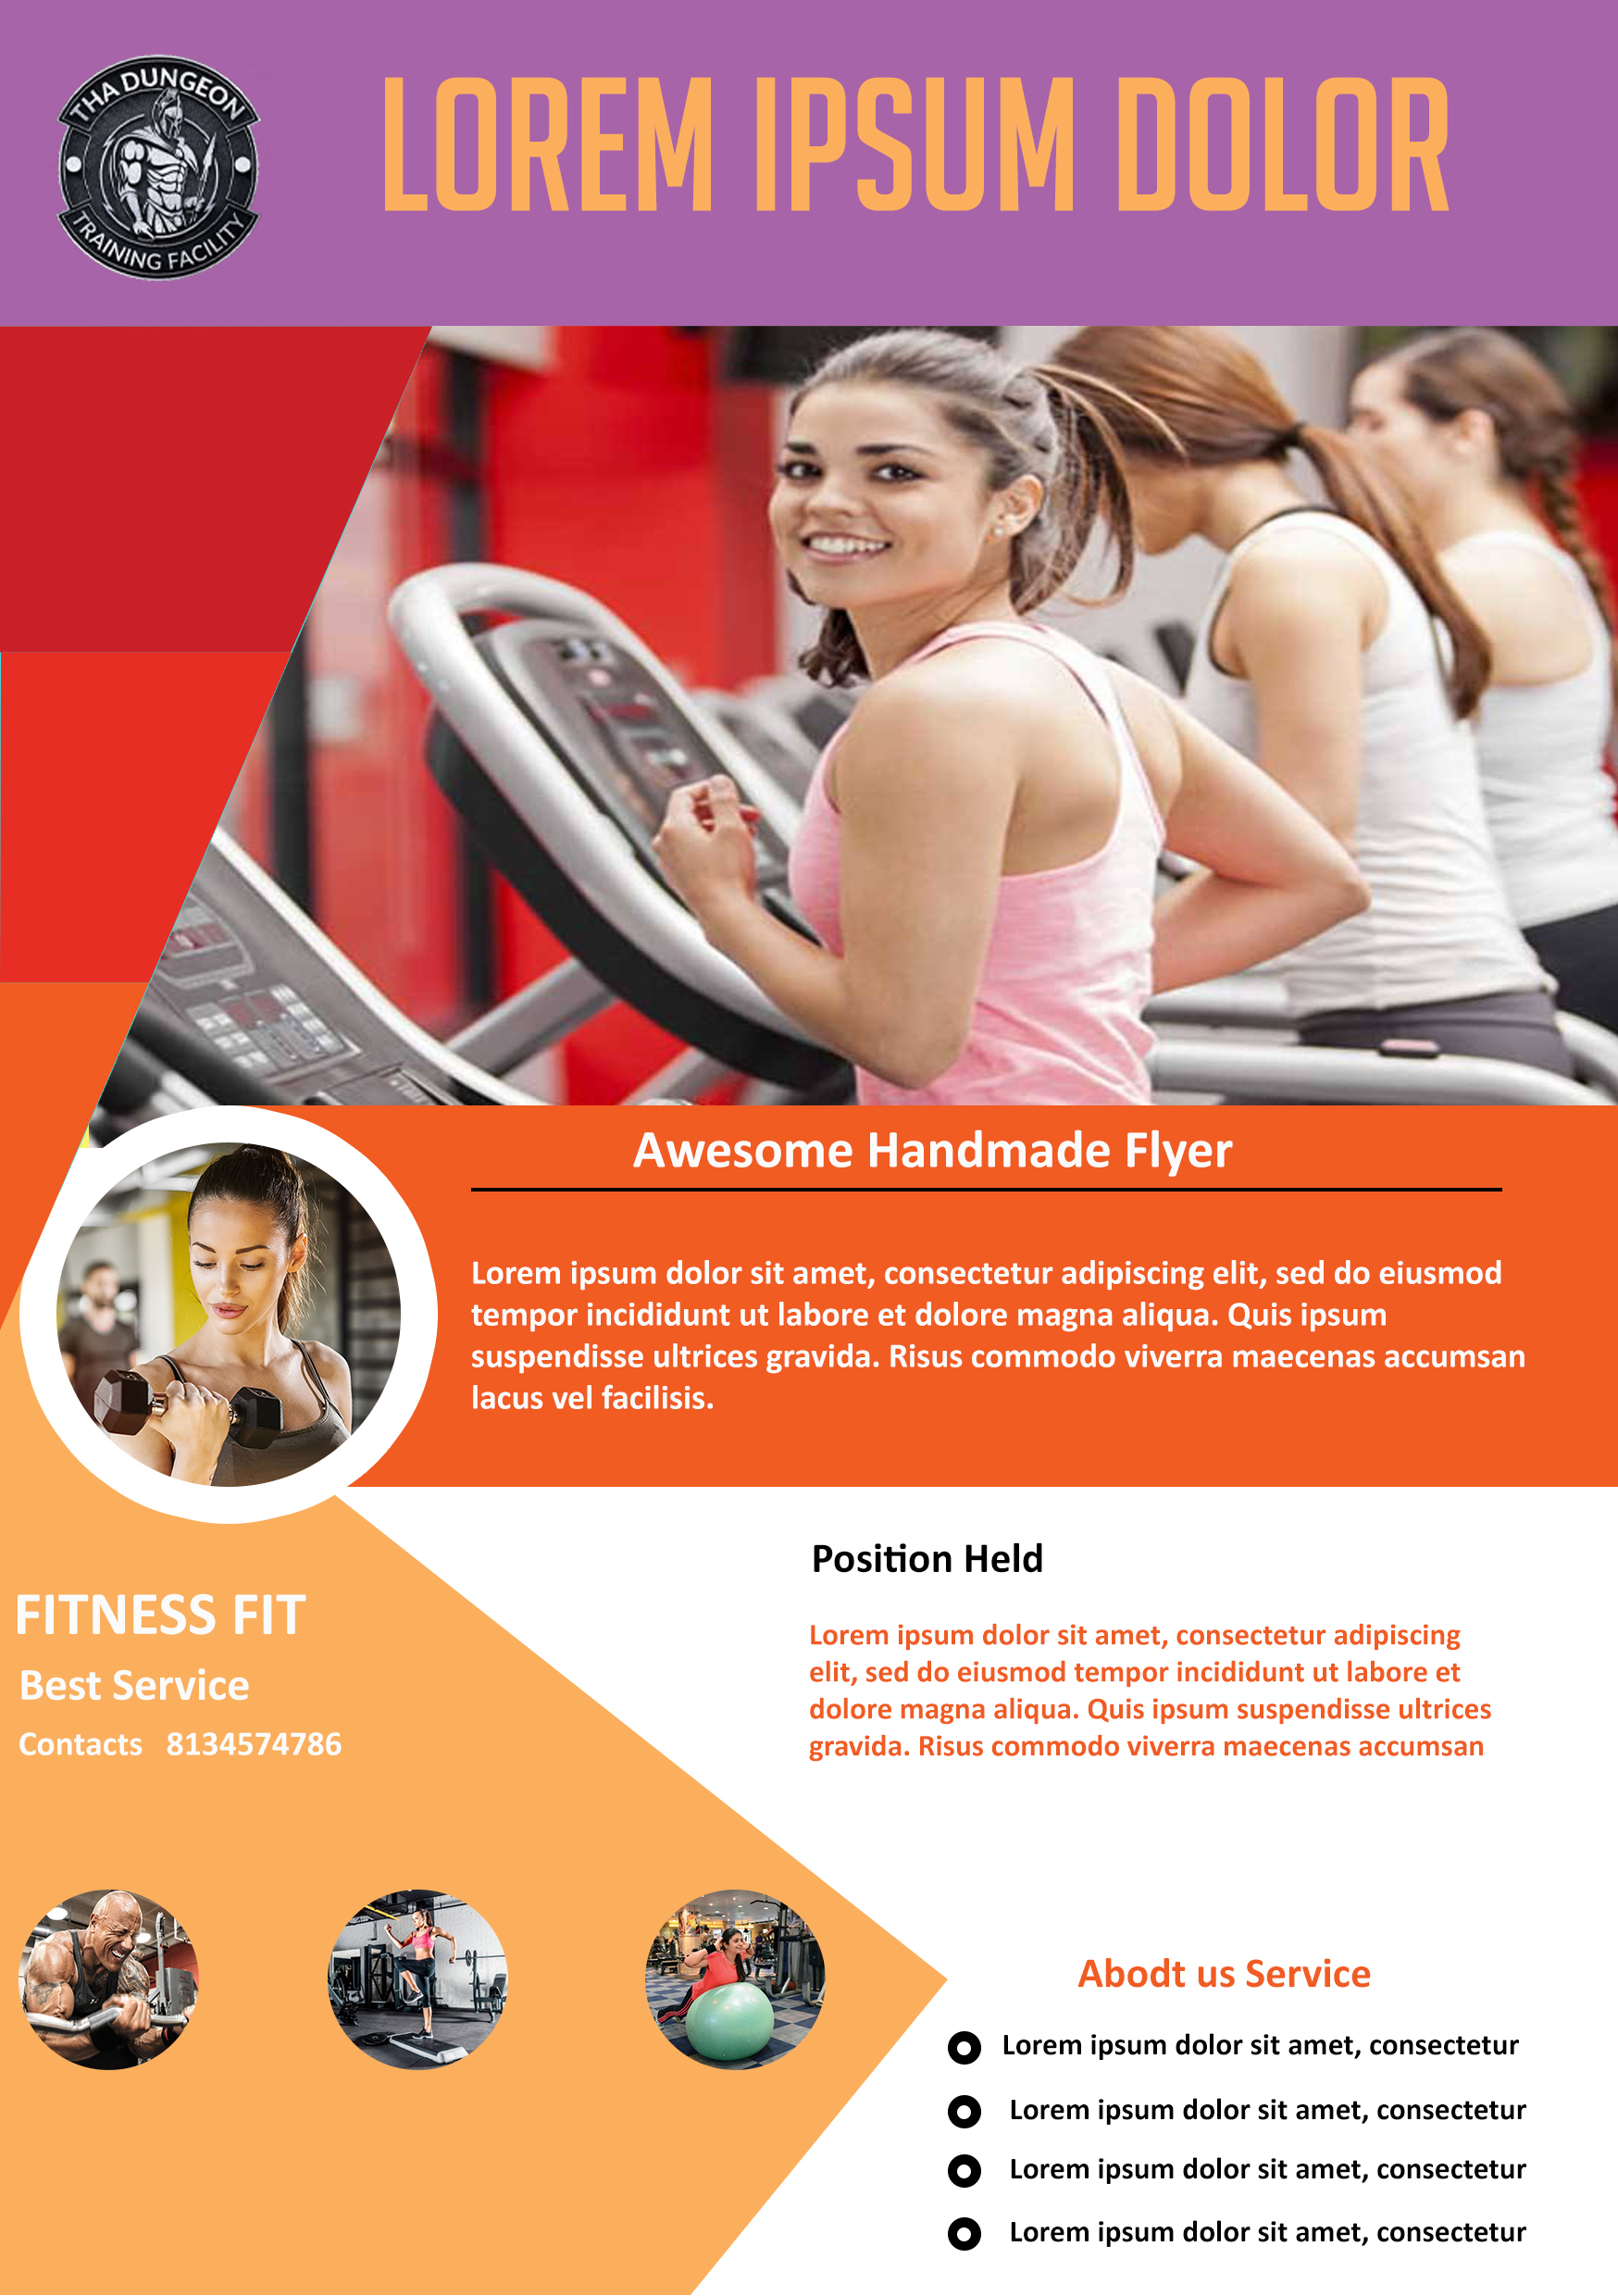 THA DUNGEON
TRAINING FACILITY
LOREM IPSUM DOLOR
Awesome Handmade Flyer
Lorem ipsum dolor sit amet, consectetur adipiscing elit, sed do eiusmod
tempor incididunt ut labore et dolore magna aliqua. Quis ipsum
suspendisse ultrices gravida. Risus commodo viverra maecenas accumsan
lacus vel facilisis.
FITNESS FIT
Best Service
Contacts 8134574786
Position Held
Lorem ipsum dolor sit amet, consectetur adipiscing
elit, sed do eiusmod tempor incididunt ut labore et
dolore magna aliqua. Quis ipsum suspendisse ultrices
gravida. Risus commodo viverra maecenas accumsan
Abodt us Service
Lorem ipsum dolor sit amet, consectetur
Lorem ipsum dolor sit amet, consectetur
Lorem ipsum dolor sit amet, consectetur
Lorem ipsum dolor sit amet, consectetur